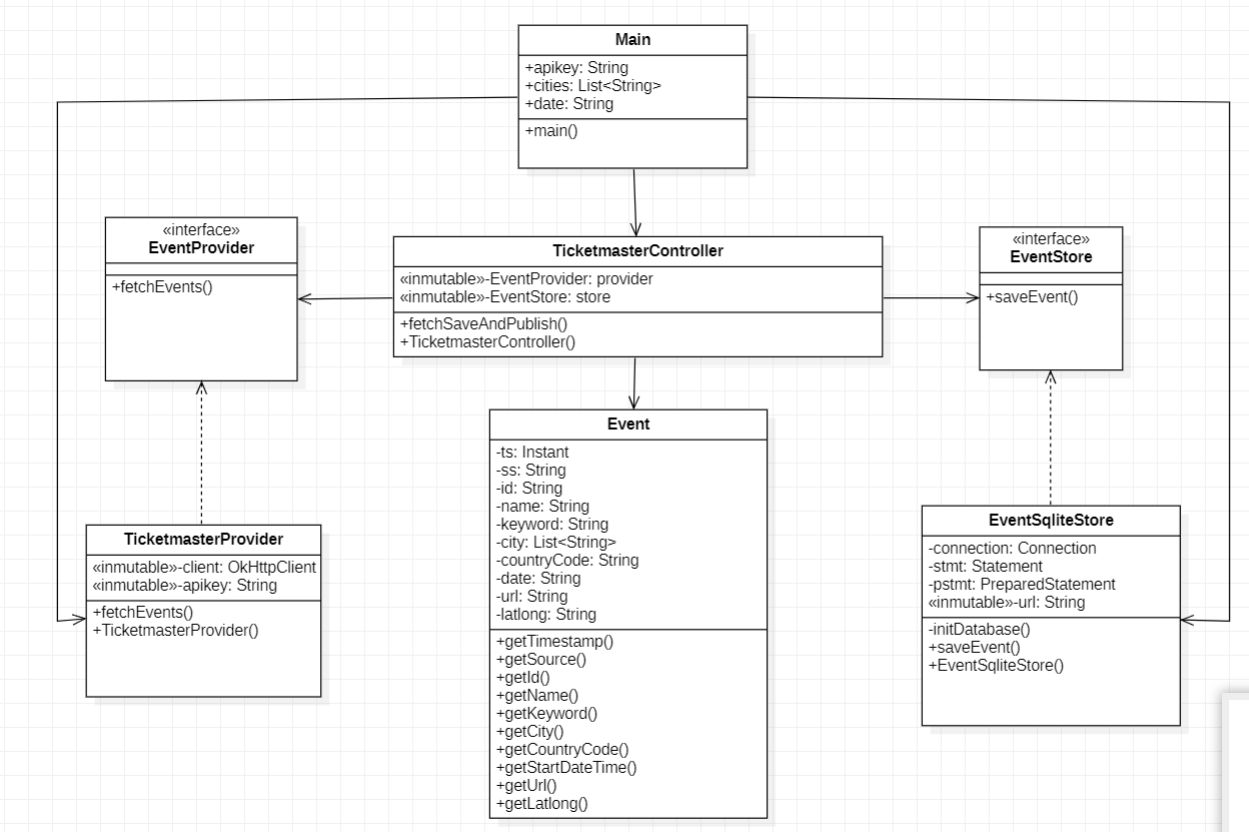 Main
+apikey: String
+cities: List<String>
+date: String
+main()
«interface»
EventProvider
+fetchEvents()
TicketmasterController
«inmutable»-EventProvider: provider
«inmutable»-EventStore: store
+fetchSaveAndPublish()
+TicketmasterController()
«interface»
EventStore
+saveEvent()
Event
-ts: Instant
-ss: String
-id: String
-name: String
-keyword: String
-city: List<String>
-countryCode: String
-date: String
-url: String
-latlong: String
+getTimestamp()
+getSource()
+getId()
+getName()
+getKeyword()
+getCity()
+getCountryCode()
+getStartDateTime()
+getUrl()
+getLatlong()
TicketmasterProvider
«inmutable»-client: OkHttpClient
«inmutable»-apikey: String
+fetchEvents()
+TicketmasterProvider()
EventSqliteStore
-connection: Connection
-stmt: Statement
-pstmt: PreparedStatement
«inmutable»-url: String
-initDatabase()
+saveEvent()
+EventSqliteStore()